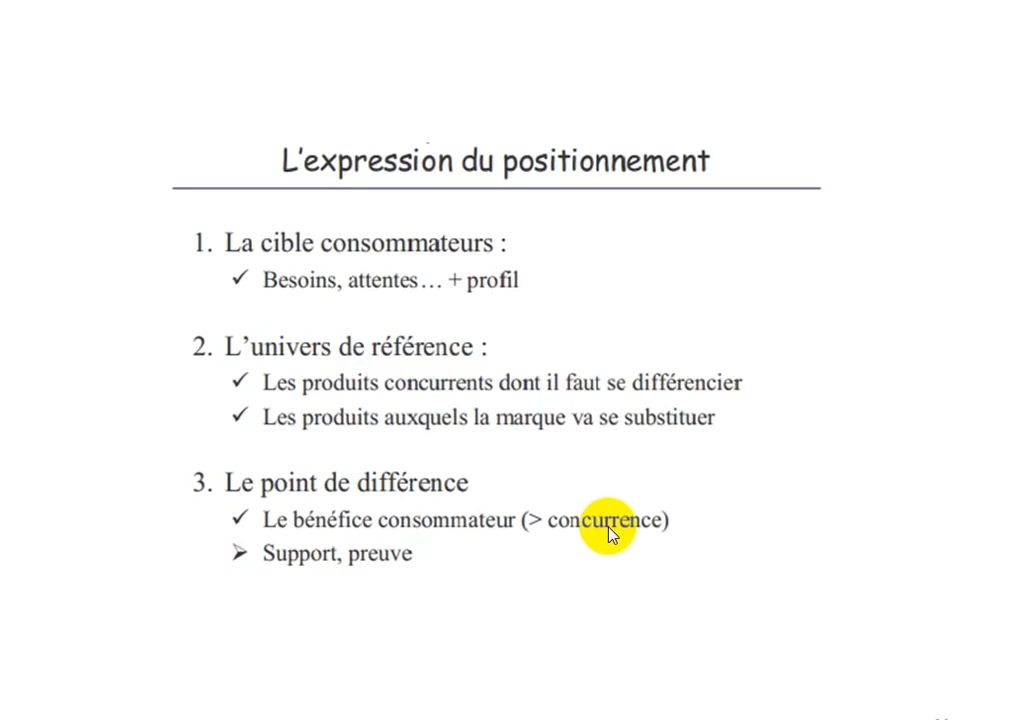 L'expression du positionnement
1. La cible consommateurs :
✓ Besoins, attentes… + profil
2. L’univers de référence :
✓ Les produits concurrents dont il faut se différencier
✓ Les produits auxquels la marque va se substituer
3. Le point de différence
✓ Le bénéfice consommateur (> concurrence)
➢ Support, preuve